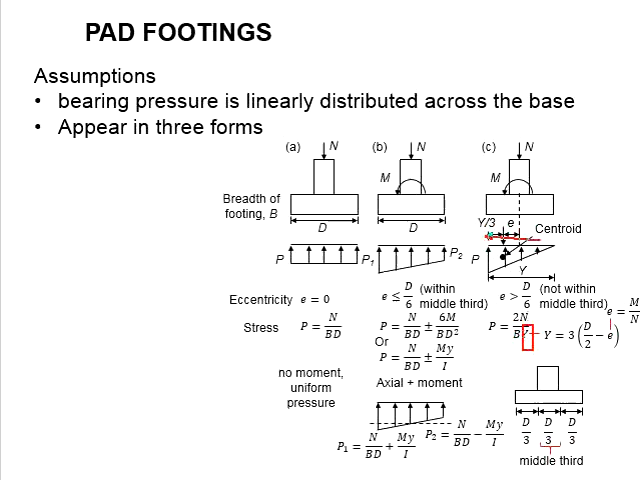 PAD FOOTINGS
Assumptions
• bearing pressure is linearly distributed across the base
• Appear in three forms
(a) N (b) N (c) N
M M
Breadth of
footing, B
D D Y/3 e
Centroid
P P₁ P₂ P
Y
Eccentricity e = 0 e ≤ D/6 (within middle third) e > D/6 (not within middle third) e = M/N
Stress P = N/BD P = N/BD ± 6M/BD² P = 2N/BY Y = 3(D/2 − e)
Or
P = N/BD ± My/I
no moment,
uniform
pressure
Axial + moment
P₁ = N/BD + My/I P₂ = N/BD − My/I
D/3 D/3 D/3
middle third